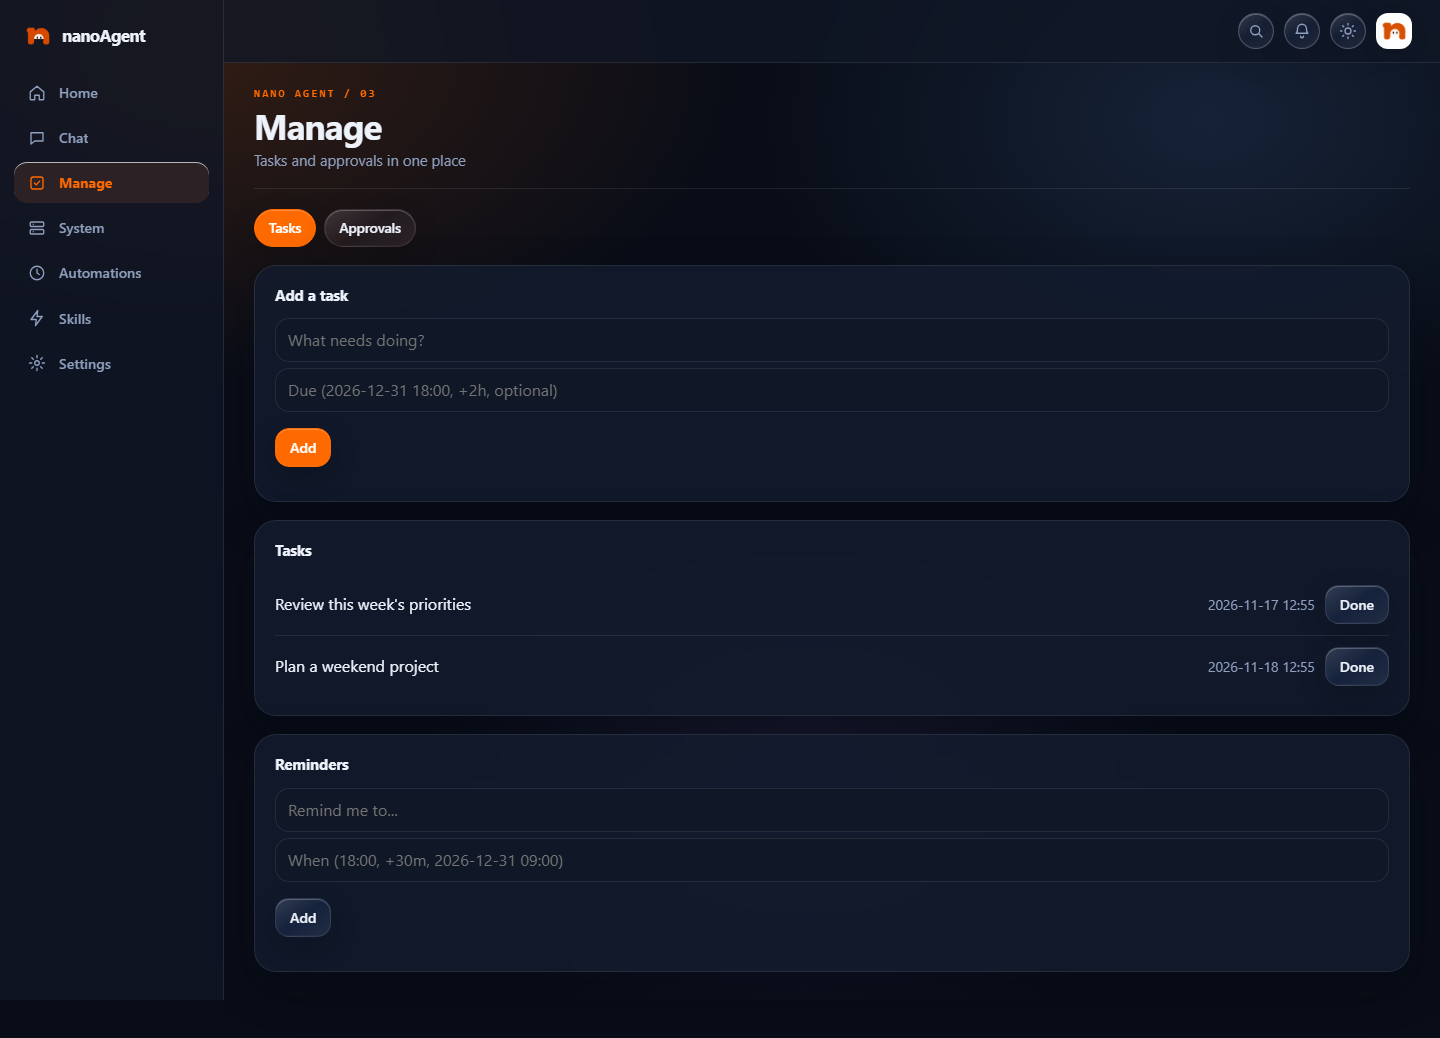 nanoAgent
Home
Chat
Manage
System
Automations
Skills
Settings
NANO AGENT / 03
Manage
Tasks and approvals in one place
Tasks
Approvals
Add a task
What needs doing?
Due (2026-12-31 18:00, +2h, optional)
Add
Tasks
Review this week's priorities
2026-11-17 12:55
Done
Plan a weekend project
2026-11-18 12:55
Done
Reminders
Remind me to...
When (18:00, +30m, 2026-12-31 09:00)
Add